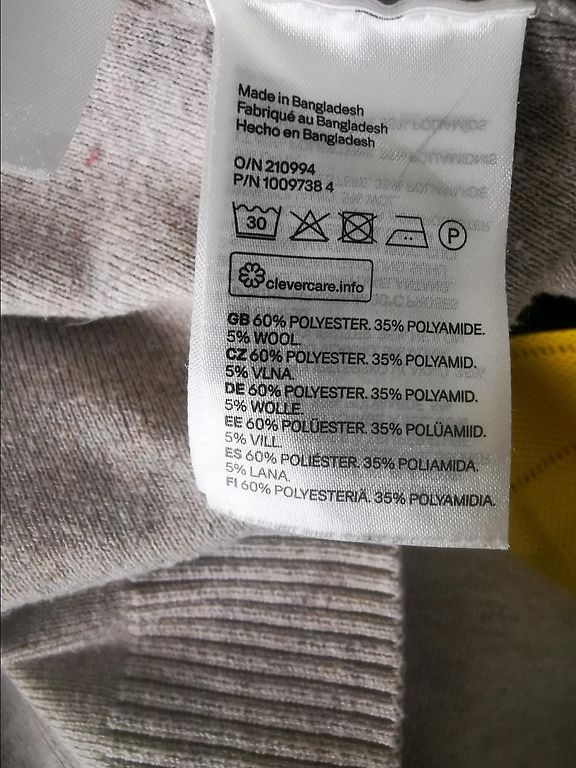 Made in Bangladesh
Fabriqué au Bangladesh
Hecho en Bangladesh
O/N 210994
P/N 1009738 4
30
P
clevercare.info
GB 60% POLYESTER. 35% POLYAMIDE.
5% WOOL.
CZ 60% POLYESTER. 35% POLYAMID.
5% VLNA.
DE 60% POLYESTER. 35% POLYAMID.
5% WOLLE.
EE 60% POLÜESTER. 35% POLÜAMIID.
5% VILL.
ES 60% POLIÉSTER. 35% POLIAMIDA.
5% LANA.
FI 60% POLYESTERIÄ. 35% POLYAMIDIA.